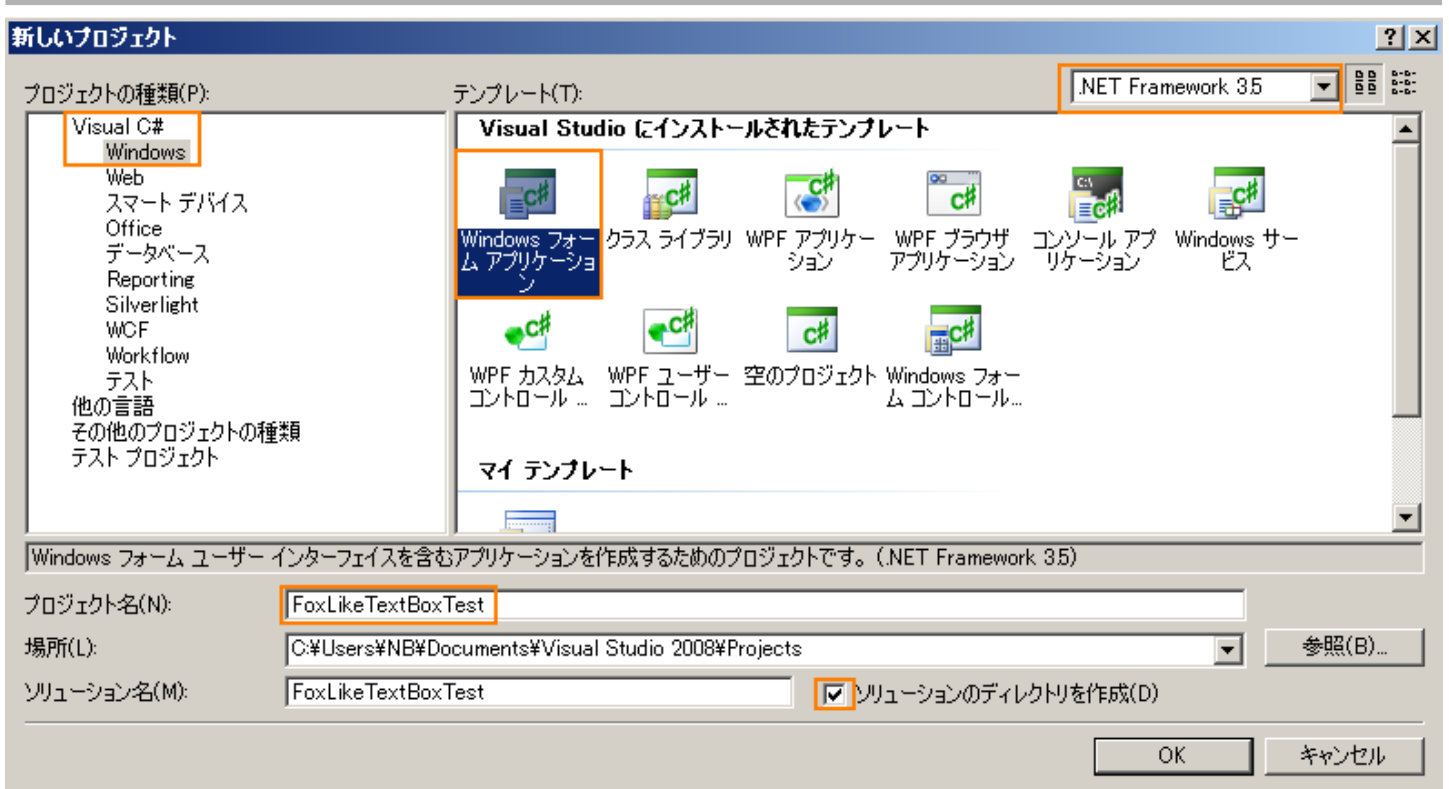 新しいプロジェクト
プロジェクトの種類(P):
テンプレート(T):
.NET Framework 3.5
Visual C#
Windows
Web
スマート デバイス
Office
データベース
Reporting
Silverlight
WCF
Workflow
テスト
他の言語
その他のプロジェクトの種類
テスト プロジェクト
Visual Studio にインストールされたテンプレート
Windows フォー
ム アプリケーショ
ン
クラス ライブラリ
WPF アプリケー
ション
WPF ブラウザ
アプリケーション
コンソール アプ
リケーション
Windows サー
ビス
WPF カスタム
コントロール ...
WPF ユーザー
コントロール ...
空のプロジェクト
Windows フォー
ム コントロール...
マイ テンプレート
Windows フォーム ユーザー インターフェイスを含むアプリケーションを作成するためのプロジェクトです。(.NET Framework 3.5)
プロジェクト名(N):
FoxLikeTextBoxTest
場所(L):
C:¥Users¥NB¥Documents¥Visual Studio 2008¥Projects
参照(B)...
ソリューション名(M):
FoxLikeTextBoxTest
ソリューションのディレクトリを作成(D)
OK
キャンセル